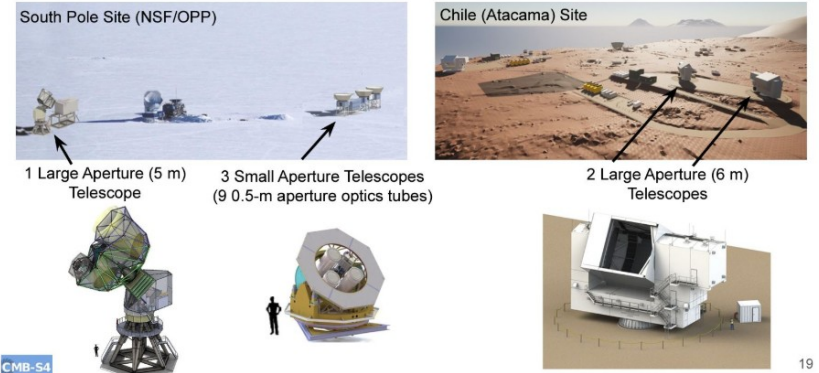 South Pole Site (NSF/OPP)
Chile (Atacama) Site
1 Large Aperture (5 m)
Telescope
3 Small Aperture Telescopes
(9 0.5-m aperture optics tubes)
2 Large Aperture (6 m)
Telescopes
CMB-S4
19